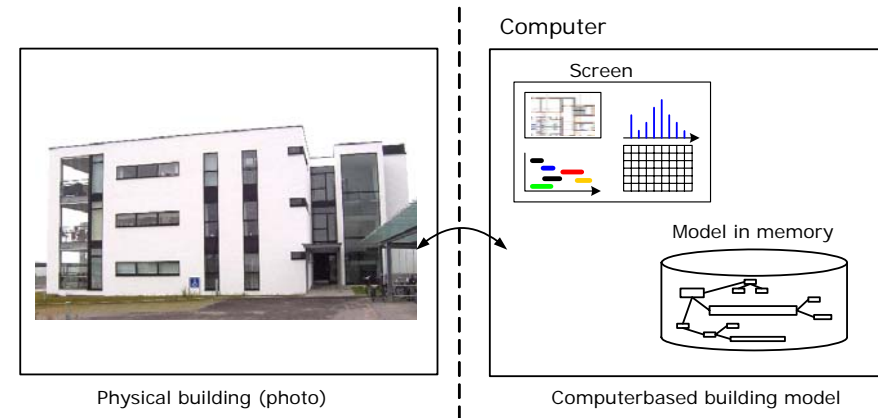 Computer
Screen
Model in memory
Physical building (photo)
Computerbased building model